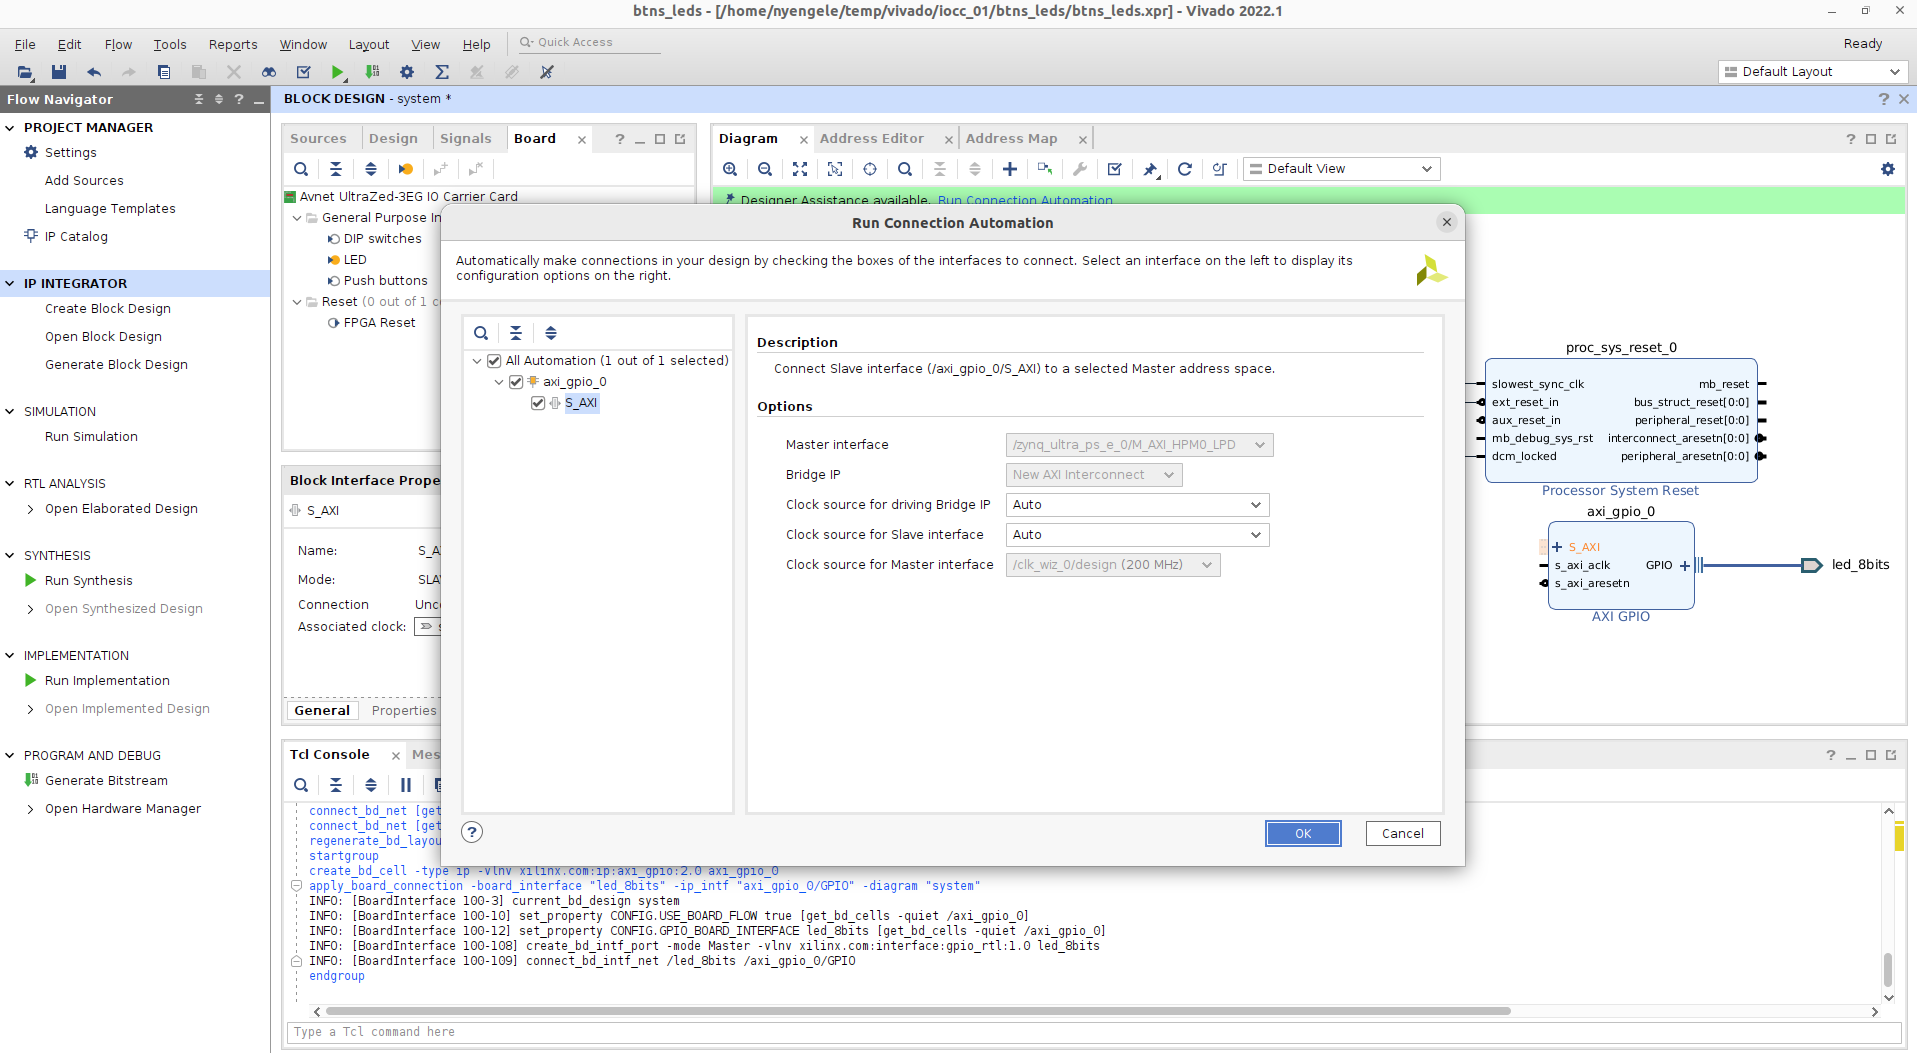 btns_leds - [/home/nyengele/temp/vivado/iocc_01/btns_leds/btns_leds.xpr] - Vivado 2022.1
File Edit Flow Tools Reports Window Layout View Help Quick Access Ready
Default Layout
Flow Navigator
PROJECT MANAGER
Settings
Add Sources
Language Templates
IP Catalog
IP INTEGRATOR
Create Block Design
Open Block Design
Generate Block Design
SIMULATION
Run Simulation
RTL ANALYSIS
Open Elaborated Design
SYNTHESIS
Run Synthesis
Open Synthesized Design
IMPLEMENTATION
Run Implementation
Open Implemented Design
PROGRAM AND DEBUG
Generate Bitstream
Open Hardware Manager
BLOCK DESIGN - system *
Sources Design Signals Board
Avnet UltraZed-3EG IO Carrier Card
General Purpose In
DIP switches
LED
Push buttons
Reset (0 out of 1 c
FPGA Reset
Block Interface Prope
S_AXI
Name: S_A
Mode: SLA
Connection Unc
Associated clock: s
General Properties
Diagram Address Editor Address Map
Default View
Designer Assistance available. Run Connection Automation
proc_sys_reset_0
slowest_sync_clk mb_reset
ext_reset_in bus_struct_reset[0:0]
aux_reset_in peripheral_reset[0:0]
mb_debug_sys_rst interconnect_aresetn[0:0]
dcm_locked peripheral_aresetn[0:0]
Processor System Reset
axi_gpio_0
S_AXI
s_axi_aclk GPIO led_8bits
s_axi_aresetn
AXI GPIO
Run Connection Automation
Automatically make connections in your design by checking the boxes of the interfaces to connect. Select an interface on the left to display its
configuration options on the right.
All Automation (1 out of 1 selected)
axi_gpio_0
S_AXI
Description
Connect Slave interface (/axi_gpio_0/S_AXI) to a selected Master address space.
Options
Master interface /zynq_ultra_ps_e_0/M_AXI_HPM0_LPD
Bridge IP New AXI Interconnect
Clock source for driving Bridge IP Auto
Clock source for Slave interface Auto
Clock source for Master interface /clk_wiz_0/design (200 MHz)
OK Cancel
Tcl Console Mes
connect_bd_net [get
connect_bd_net [get
regenerate_bd_layou
startgroup
create_bd_cell -type ip -vlnv xilinx.com:ip:axi_gpio:2.0 axi_gpio_0
apply_board_connection -board_interface "led_8bits" -ip_intf "axi_gpio_0/GPIO" -diagram "system"
INFO: [BoardInterface 100-3] current_bd_design system
INFO: [BoardInterface 100-10] set_property CONFIG.USE_BOARD_FLOW true [get_bd_cells -quiet /axi_gpio_0]
INFO: [BoardInterface 100-12] set_property CONFIG.GPIO_BOARD_INTERFACE led_8bits [get_bd_cells -quiet /axi_gpio_0]
INFO: [BoardInterface 100-108] create_bd_intf_port -mode Master -vlnv xilinx.com:interface:gpio_rtl:1.0 led_8bits
INFO: [BoardInterface 100-109] connect_bd_intf_net /led_8bits /axi_gpio_0/GPIO
endgroup
Type a Tcl command here